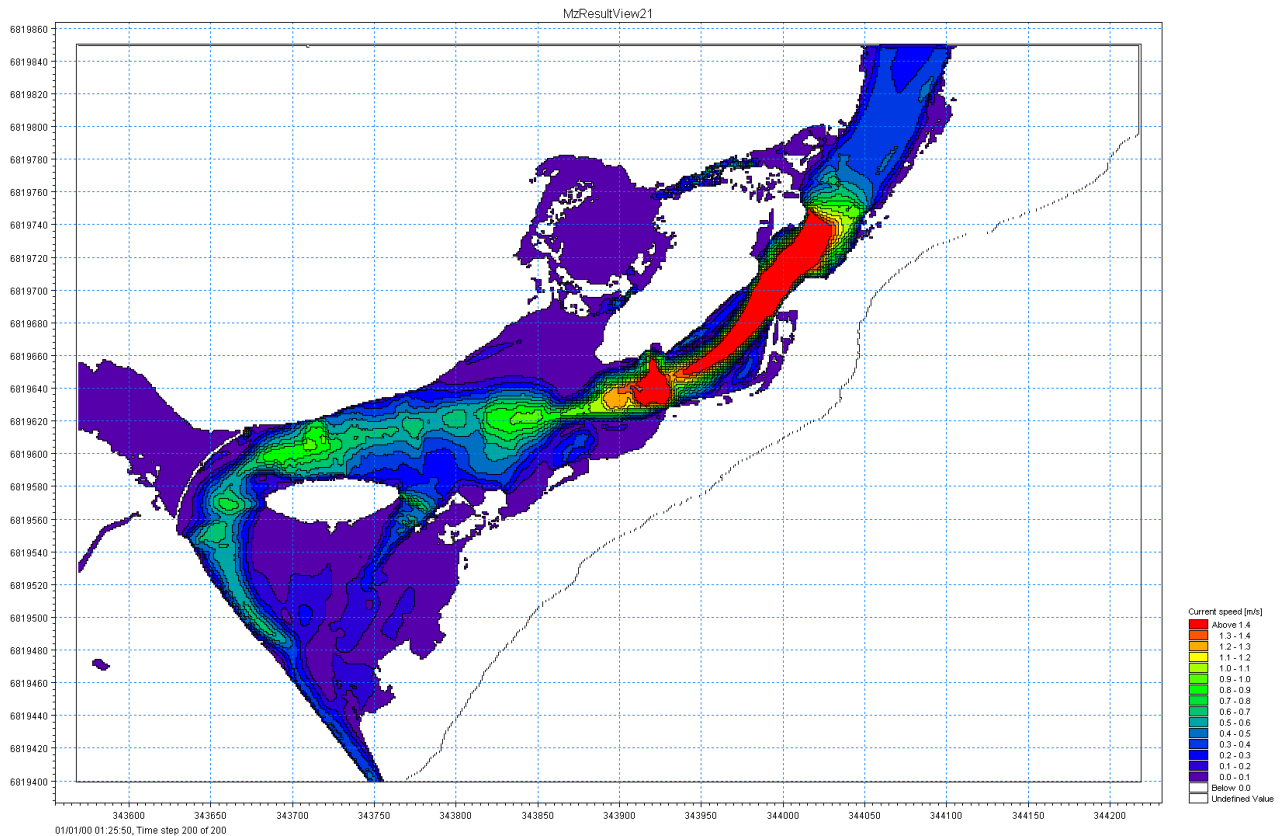 MzResultView21
6819860
6819840
6819820
6819800
6819780
6819760
6819740
6819720
6819700
6819680
6819660
6819640
6819620
6819600
6819580
6819560
6819540
6819520
6819500
6819480
6819460
6819440
6819420
6819400
343600 343650 343700 343750 343800 343850 343900 343950 344000 344050 344100 344150 344200
01/01/00 01:25:50, Time step 200 of 200
Current speed [m/s]
Above 1.4
1.3 - 1.4
1.2 - 1.3
1.1 - 1.2
1.0 - 1.1
0.9 - 1.0
0.8 - 0.9
0.7 - 0.8
0.6 - 0.7
0.5 - 0.6
0.4 - 0.5
0.3 - 0.4
0.2 - 0.3
0.1 - 0.2
0.0 - 0.1
Below 0.0
Undefined Value